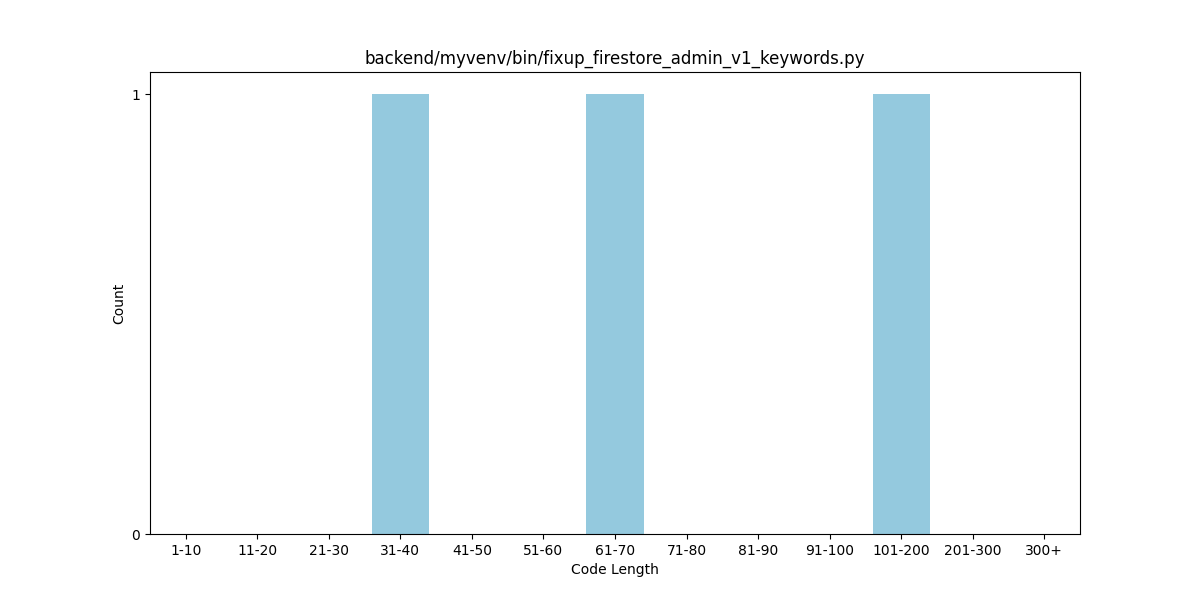 backend/myvenv/bin/fixup_firestore_admin_v1_keywords.py
1
Count
0
1-10 11-20 21-30 31-40 41-50 51-60 61-70 71-80 81-90 91-100 101-200 201-300 300+
Code Length